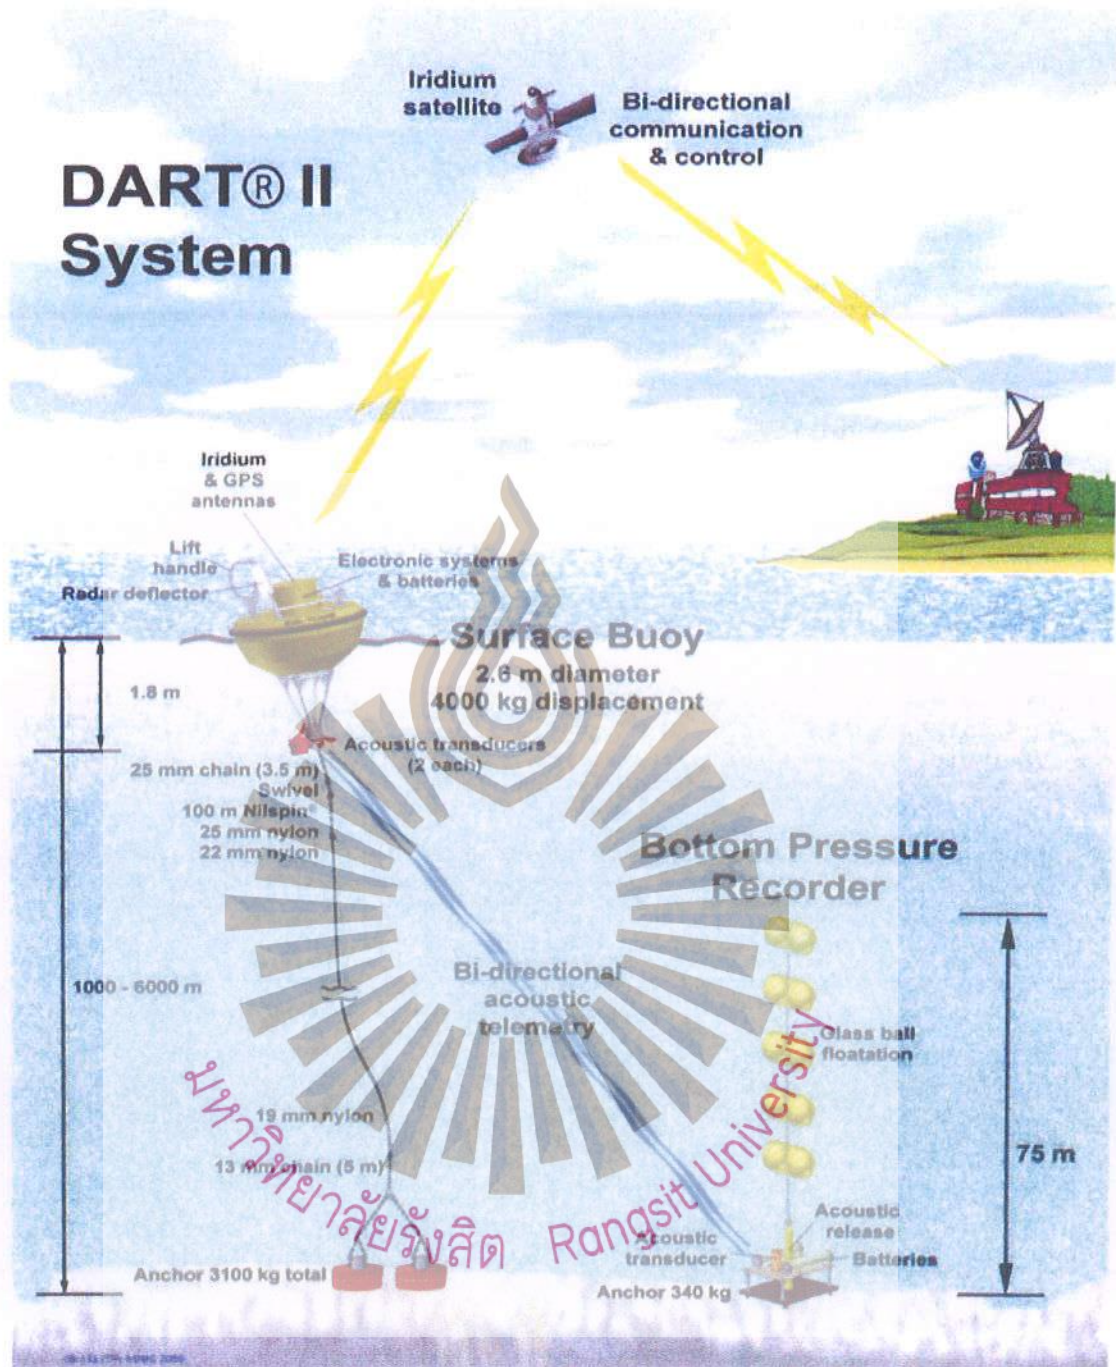 Iridium
satellite
Bi-directional
communication
& control
DART® II
System
Iridium
& GPS
antennas
Lift
handle
Radar deflector
Electronic systems
& batteries
Surface Buoy
2.6 m diameter
4000 kg displacement
1.8 m
Acoustic transducers
(2 each)
25 mm chain (3.5 m)
Swivel
100 m Nilspin®
25 mm nylon
22 mm nylon
Bottom Pressure
Recorder
1000 - 6000 m
Bi-directional
acoustic
telemetry
Glass ball
floatation
19 mm nylon
13 mm chain (5 m)
75 m
Acoustic
release
Acoustic
transducer
Batteries
Anchor 3100 kg total
Anchor 340 kg
มหาวิทยาลัยรังสิต Rangsit University